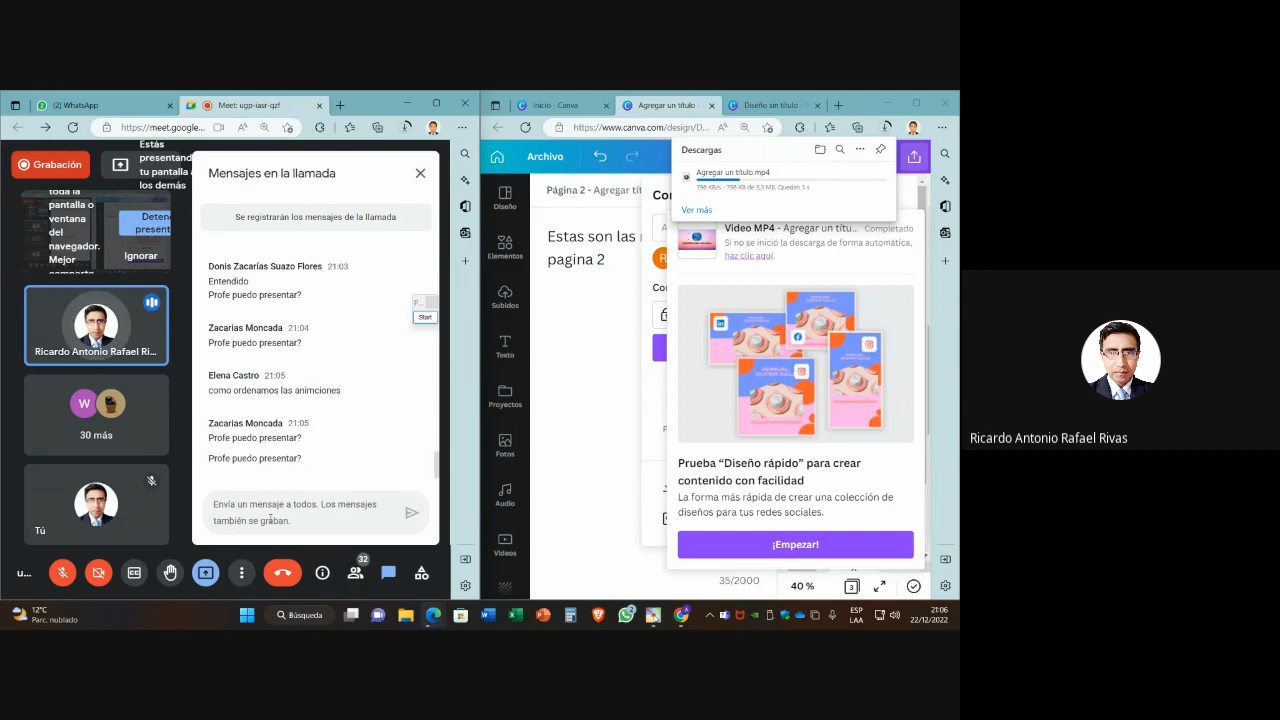 (2) WhatsApp
Meet: ugp-iasr-qzf
https://meet.google...
Grabación
Estás
presentando
tu pantalla a
los demás
toda la
pantalla o
ventana
del
navegador.
Mejor
Ignorar
Ricardo Antonio Rafael Ri...
W
30 más
Tú
Mensajes en la llamada
Se registrarán los mensajes de la llamada
Donis Zacarías Suazo Flores 21:03
Entendido
Profe puedo presentar?
Zacarias Moncada 21:04
Profe puedo presentar?
Elena Castro 21:05
como ordenamos las animciones
Zacarias Moncada 21:05
Profe puedo presentar?
Profe puedo presentar?
Envía un mensaje a todos. Los mensajes
también se graban.
P...
Start
u...
32
Inicio - Canva
Agregar un título -
Diseño sin título - P
https://www.canva.com/design/D...
Archivo
Diseño
Elementos
Subidos
Texto
Proyectos
Fotos
Audio
Videos
Página 2 - Agregar tít
Estas son las
pagina 2
Descargas
Agregar un título.mp4
796 KB/s - 796 KB de 3,3 MB, Quedan 3 s
Ver más
Video MP4 - Agregar un títu... Completado
Si no se inició la descarga de forma automática,
haz clic aquí.
Prueba “Diseño rápido” para crear
contenido con facilidad
La forma más rápida de crear una colección de
diseños para tus redes sociales.
¡Empezar!
35/2000
40 %
3
12°C
Parc. nublado
Búsqueda
ESP
LAA
21:06
22/12/2022
Ricardo Antonio Rafael Rivas